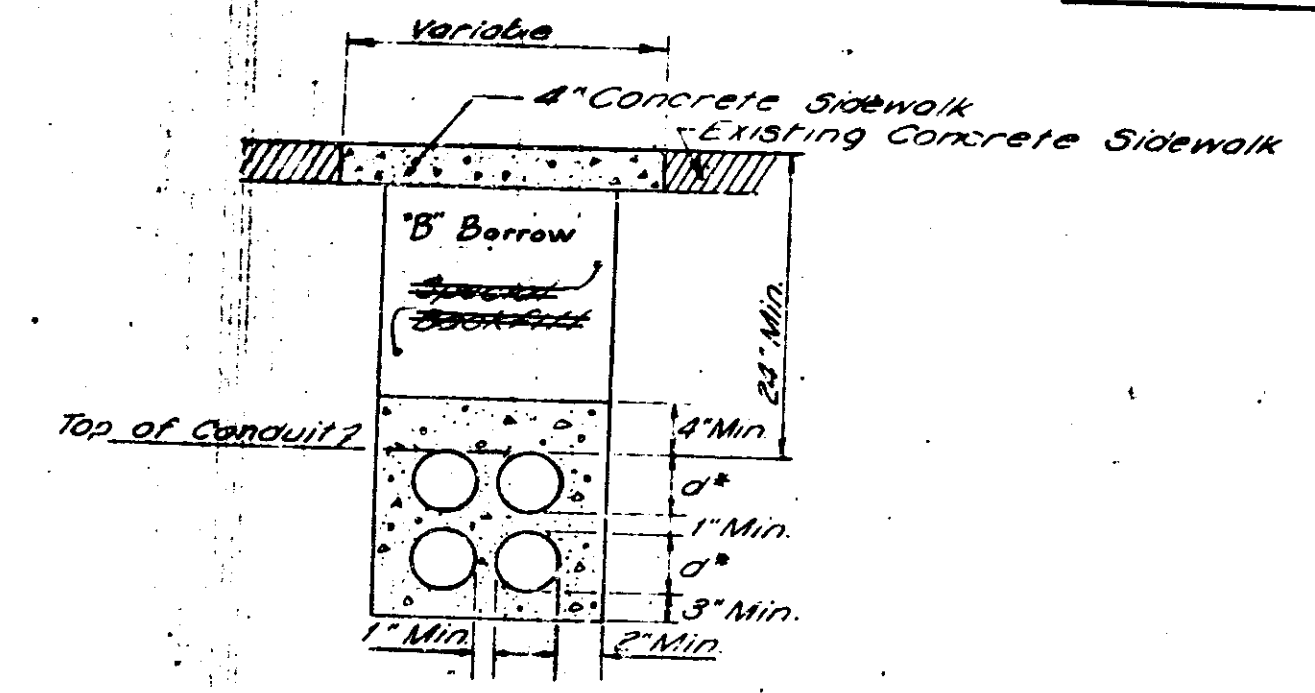 Variable
4" Concrete Sidewalk
Existing Concrete Sidewalk
"B" Borrow
Special
Backfill
24" Min.
Top of Conduit
4" Min
d*
1" Min.
d*
3" Min.
1" Min.
2" Min.